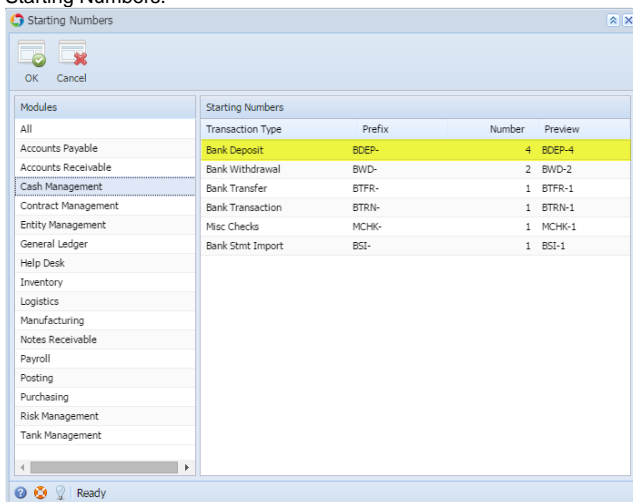 Starting Numbers.
Starting Numbers
OK Cancel
Modules
All
Accounts Payable
Accounts Receivable
Cash Management
Contract Management
Entity Management
General Ledger
Help Desk
Inventory
Logistics
Manufacturing
Notes Receivable
Payroll
Posting
Purchasing
Risk Management
Tank Management
Starting Numbers
Transaction Type Prefix Number Preview
Bank Deposit BDEP- 4 BDEP-4
Bank Withdrawal BWD- 2 BWD-2
Bank Transfer BTFR- 1 BTFR-1
Bank Transaction BTRN- 1 BTRN-1
Misc Checks MCHK- 1 MCHK-1
Bank Stmt Import BSI- 1 BSI-1
Ready